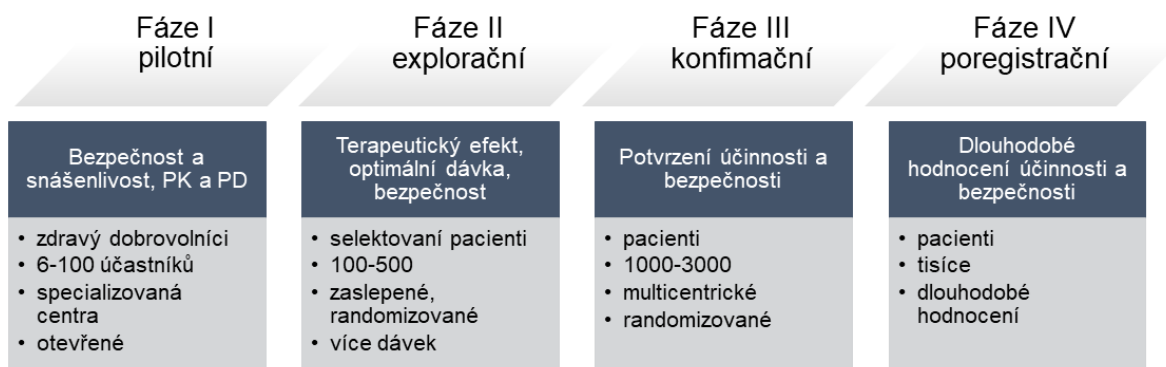 Fáze I
pilotní
Fáze II
explorační
Fáze III
konfimační
Fáze IV
poregistrační
Bezpečnost a
snášenlivost, PK a PD
Terapeutický efekt,
optimální dávka,
bezpečnost
Potvrzení účinnosti a
bezpečnosti
Dlouhodobé
hodnocení účinnosti a
bezpečnosti
• zdravý dobrovolníci
• 6-100 účastníků
• specializovaná
centra
• otevřené
• selektovaní pacienti
• 100-500
• zaslepené,
randomizované
• více dávek
• pacienti
• 1000-3000
• multicentrické
• randomizované
• pacienti
• tisíce
• dlouhodobé
hodnocení